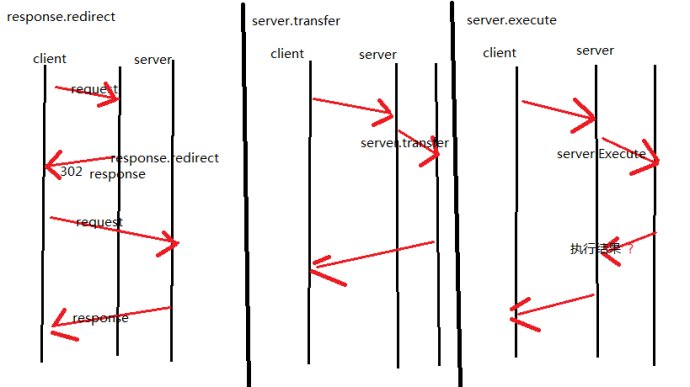 response.redirect
client
server
request
response.redirect
302
response
request
response
server.transfer
client
server
server.transfer
server.execute
client
server
server.Execute
执行结果 ？